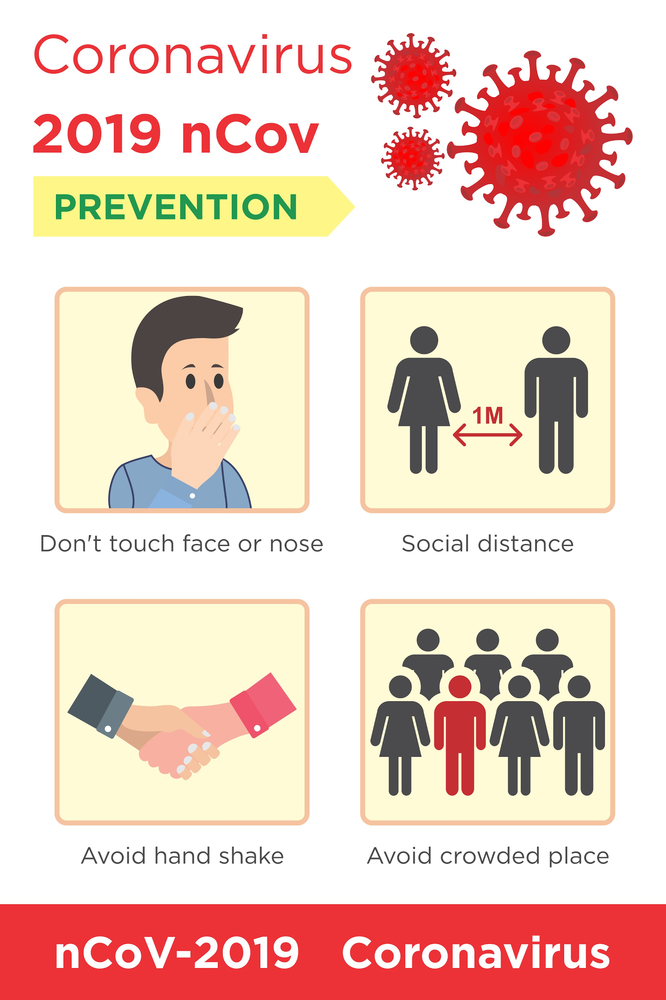 Coronavirus
2019 nCov
PREVENTION
1M
Don't touch face or nose
Social distance
Avoid hand shake
Avoid crowded place
nCoV-2019 Coronavirus